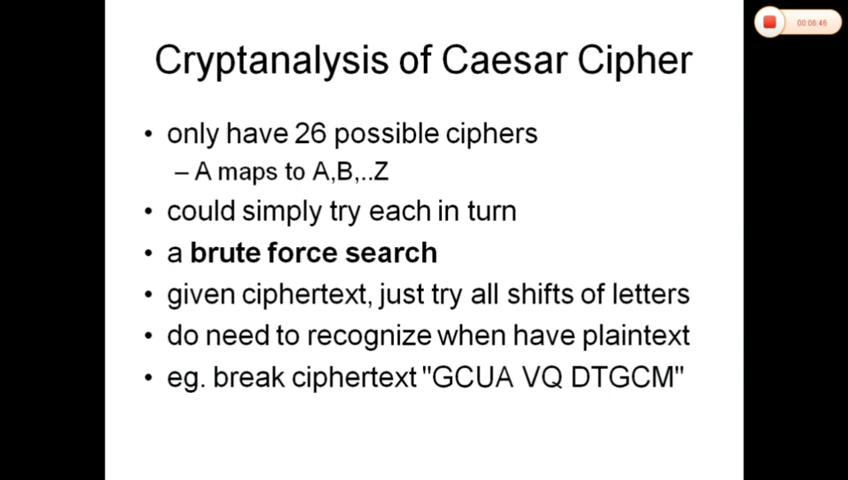 00:06:46
Cryptanalysis of Caesar Cipher
• only have 26 possible ciphers
– A maps to A,B,..Z
• could simply try each in turn
• a brute force search
• given ciphertext, just try all shifts of letters
• do need to recognize when have plaintext
• eg. break ciphertext "GCUA VQ DTGCM"